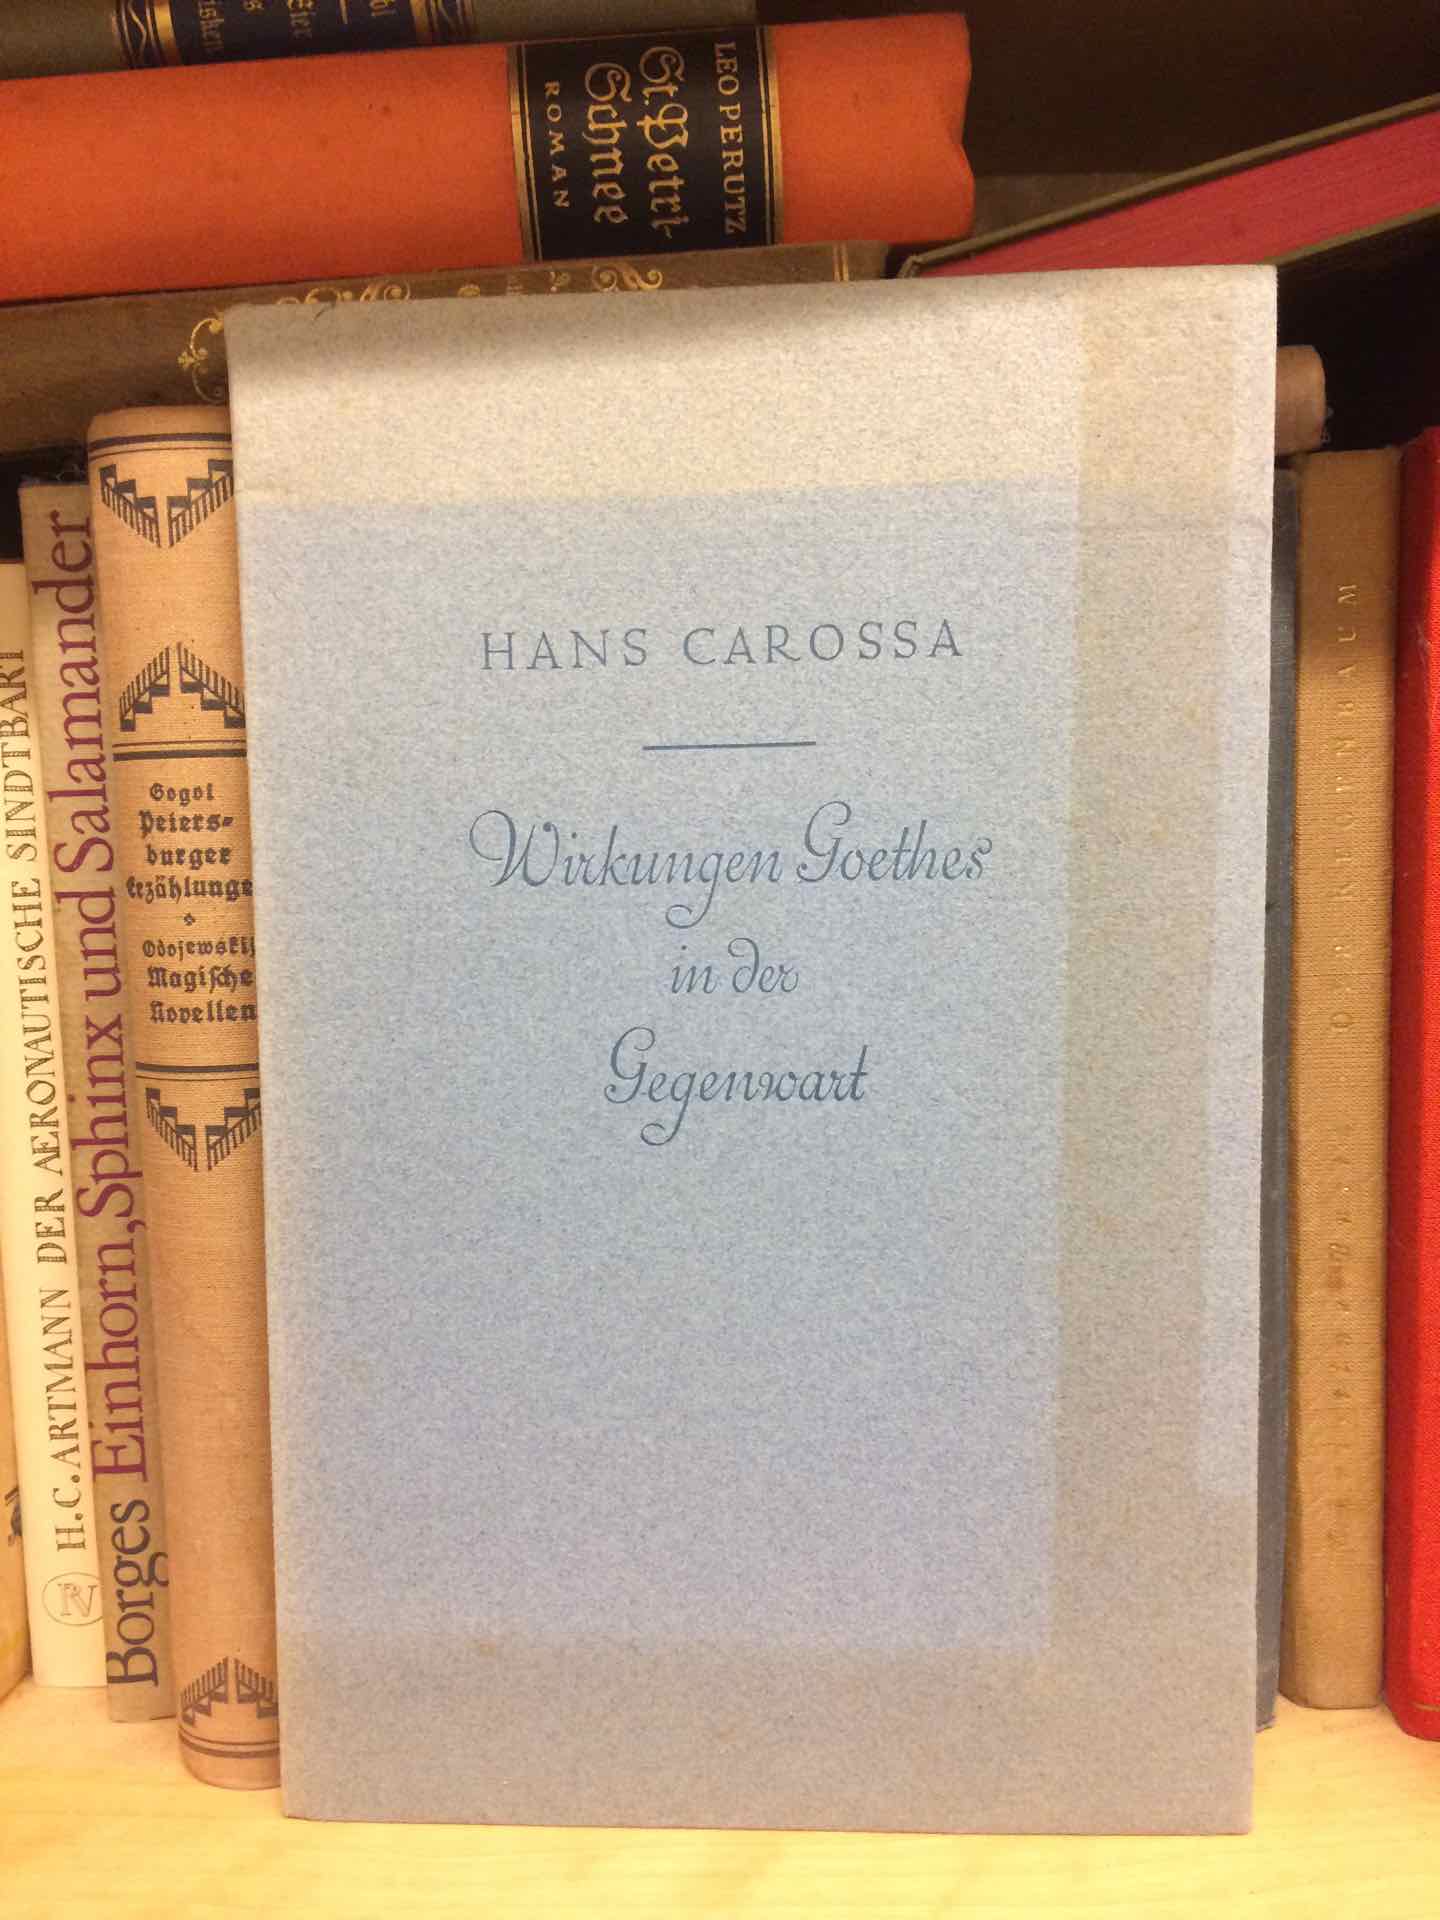 LEO PERUTZ
St. Petri-
Schnee
ROMAN
HANS CAROSSA
Wirkungen Goethes
in der
Gegenwart
Gogol
Peters-
burger
Erzählunge
Odojewskij
Magische
Novellen
Borges Einhorn, Sphinx und Salamander
H.C. ARTMANN DER AERONAUTISCHE SINDTBART